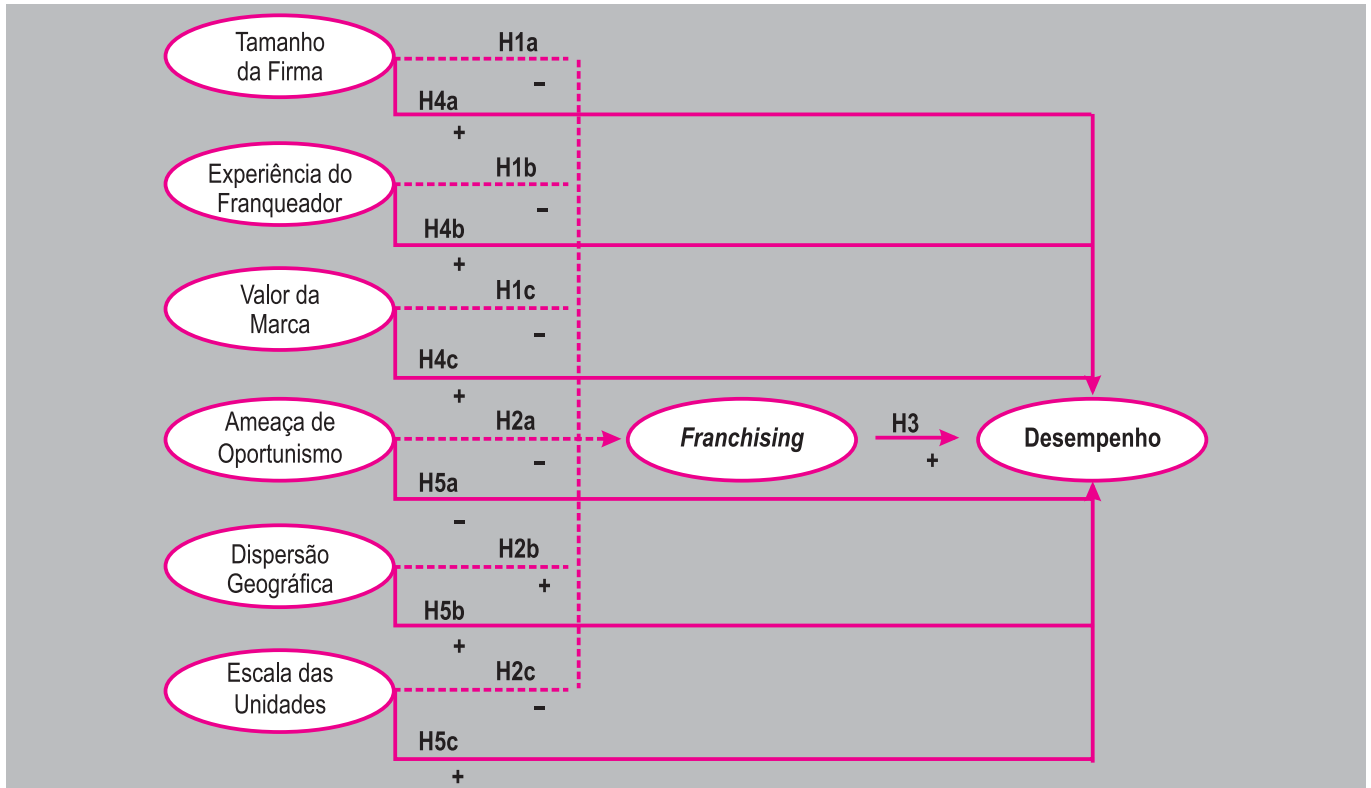 Tamanho
da Firma
H1a
–
H4a
+
Experiência do
Franqueador
H1b
–
H4b
+
Valor da
Marca
H1c
–
H4c
+
Ameaça de
Oportunismo
H2a
–
H5a
–
Franchising
H3
+
Desempenho
Dispersão
Geográfica
H2b
+
H5b
+
Escala das
Unidades
H2c
–
H5c
+